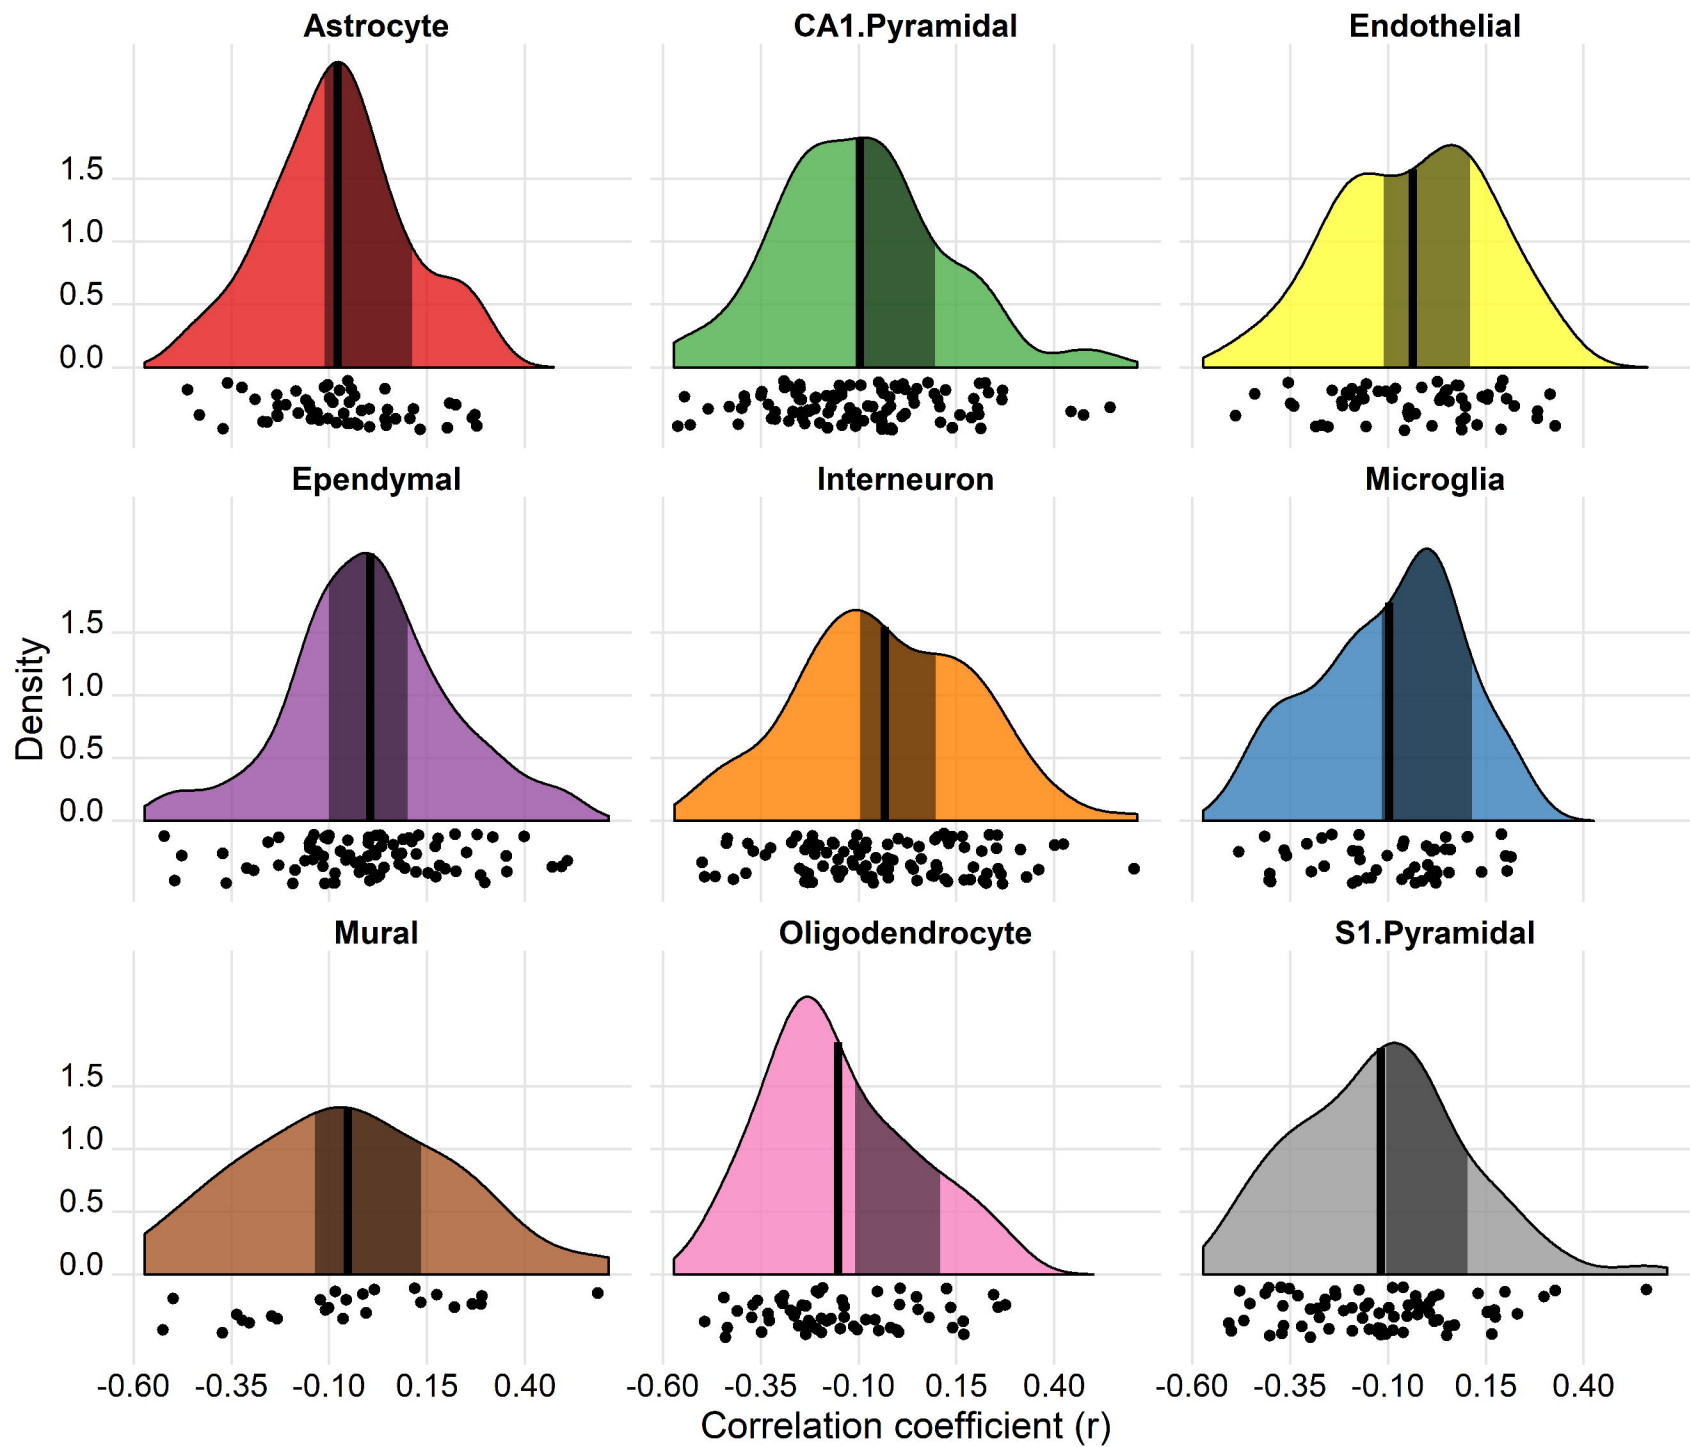 Astrocyte CA1.Pyramidal Endothelial
1.5
1.0
0.5
0.0
Ependymal Interneuron Microglia
1.5
1.0
0.5
0.0
Density
Mural Oligodendrocyte S1.Pyramidal
1.5
1.0
0.5
0.0
-0.60 -0.35 -0.10 0.15 0.40 -0.60 -0.35 -0.10 0.15 0.40 -0.60 -0.35 -0.10 0.15 0.40
Correlation coefficient (r)